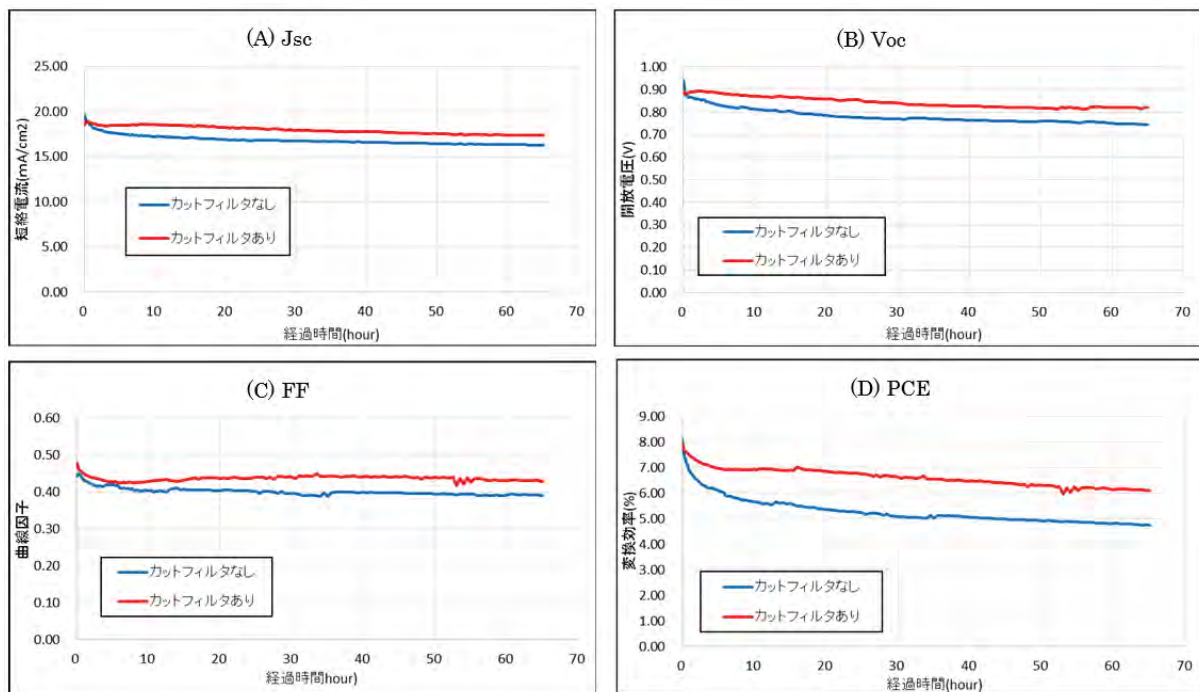 (A) Jsc
25.00
20.00
15.00
10.00
5.00
0.00
短絡電流(mA/cm2)
カットフィルタなし
カットフィルタあり
0 10 20 30 40 50 60 70
経過時間(hour)
(B) Voc
1.00
0.90
0.80
0.70
0.60
0.50
0.40
0.30
0.20
0.10
0.00
開放電圧(V)
カットフィルタなし
カットフィルタあり
0 10 20 30 40 50 60 70
経過時間(hour)
(C) FF
0.60
0.50
0.40
0.30
0.20
0.10
0.00
曲線因子
カットフィルタなし
カットフィルタあり
0 10 20 30 40 50 60 70
経過時間hour)
(D) PCE
9.00
8.00
7.00
6.00
5.00
4.00
3.00
2.00
1.00
0.00
変換効率(%)
カットフィルタなし
カットフィルタあり
0 10 20 30 40 50 60 70
経過時間(hour)